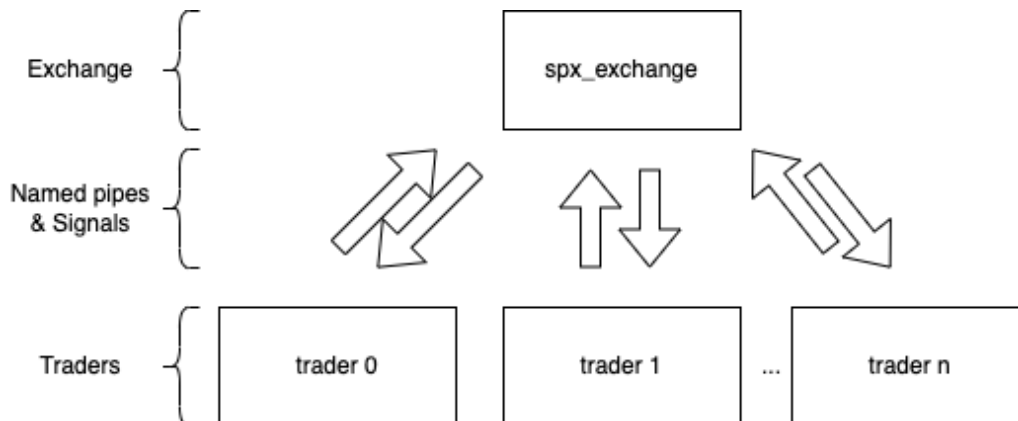 Exchange
spx_exchange
Named pipes
& Signals
Traders
trader 0
trader 1
...
trader n